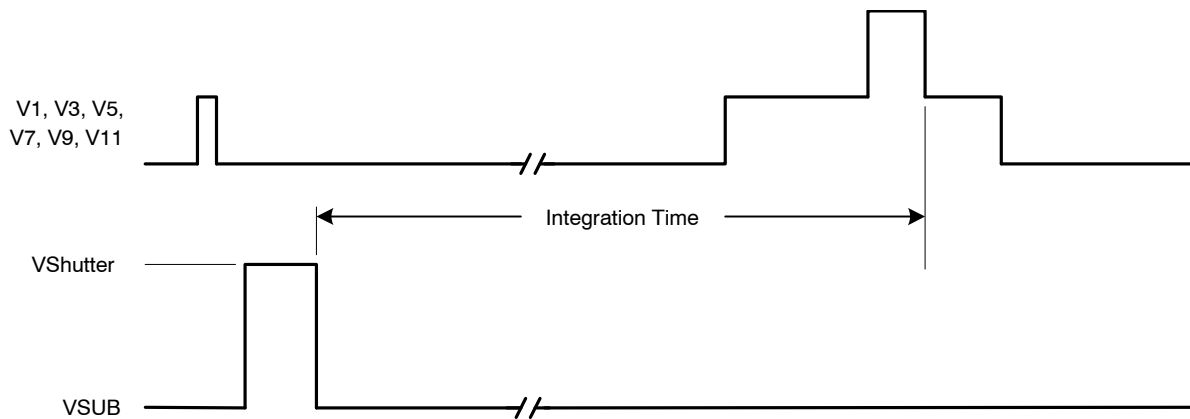 V1, V3, V5,
V7, V9, V11
Integration Time
VShutter
VSUB